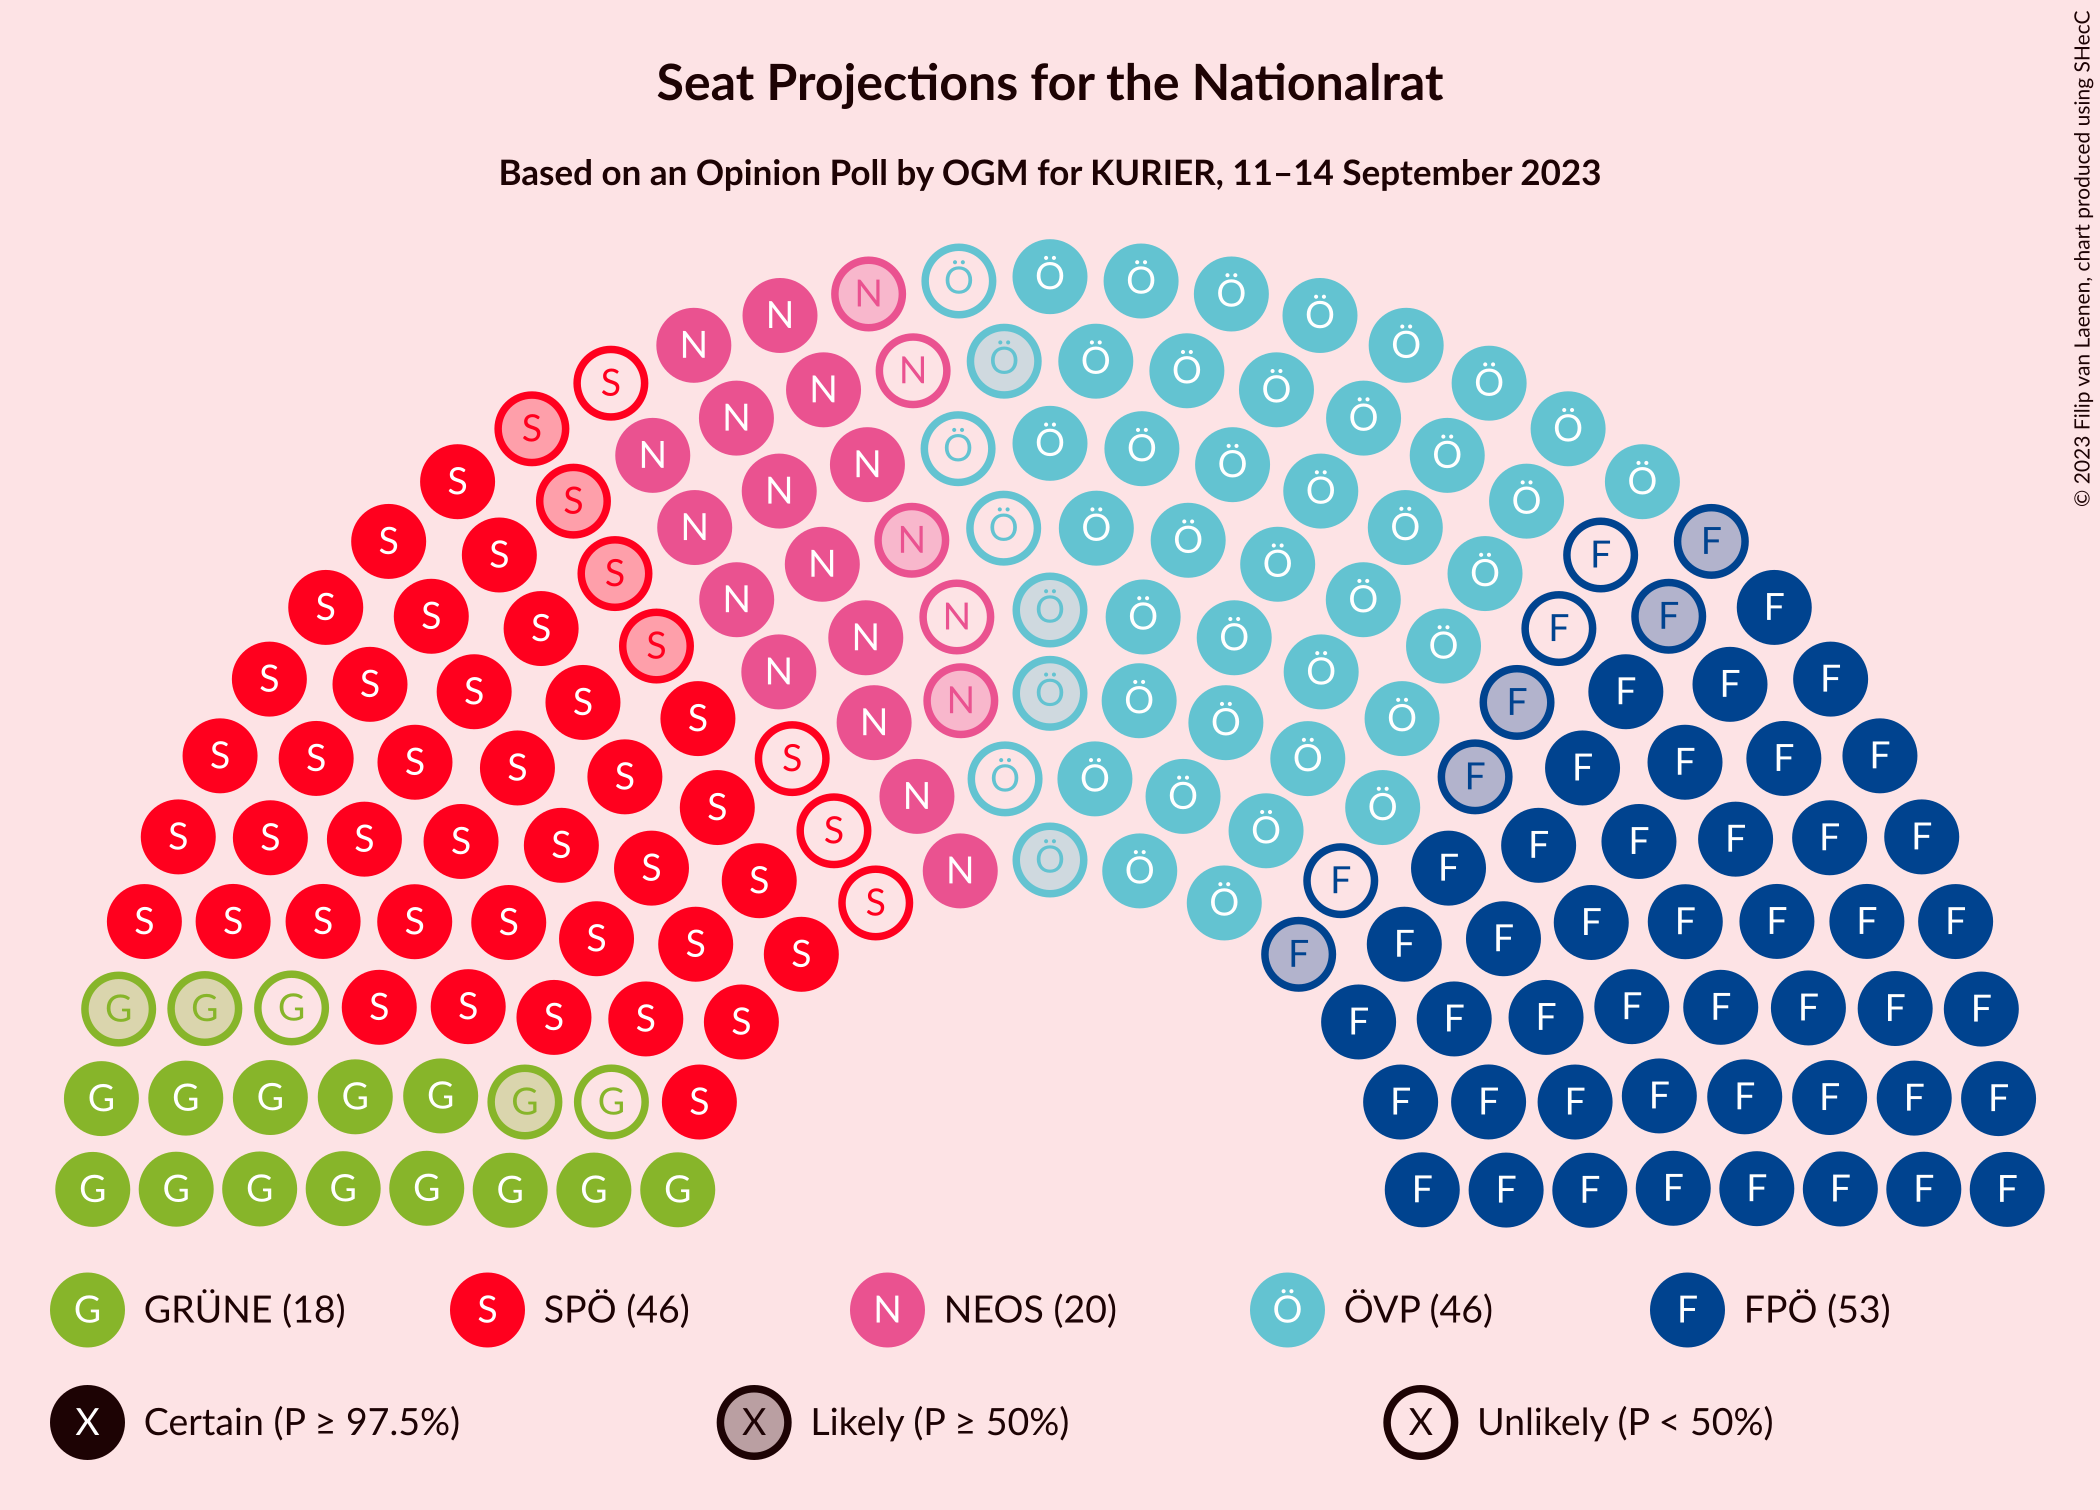 Seat Projections for the Nationalrat
Based on an Opinion Poll by OGM for KURIER, 11–14 September 2023
© 2023 Filip van Laenen, chart produced using SHecC
N Ö Ö Ö Ö Ö Ö
N N Ö Ö Ö Ö Ö Ö
S N N N Ö Ö Ö Ö Ö Ö Ö
S S N N N Ö Ö Ö Ö Ö Ö Ö
S S S N N N Ö Ö Ö Ö Ö Ö F F
S S S S N N N Ö Ö Ö Ö Ö F F F
S S S S S N N N Ö Ö Ö Ö Ö F F F F
S S S S S S S N Ö Ö Ö Ö Ö F F F F F
S S S S S S S S N Ö Ö Ö F F F F F F F
S S S S S S S S F F F F F F F F
G G G S S S S S F F F F F F F F
G G G G G G G S F F F F F F F F
G G G G G G G G F F F F F F F F
G GRÜNE (18) S SPÖ (46) N NEOS (20) Ö ÖVP (46) F FPÖ (53)
X Certain (P ≥ 97.5%) X Likely (P ≥ 50%) X Unlikely (P < 50%)